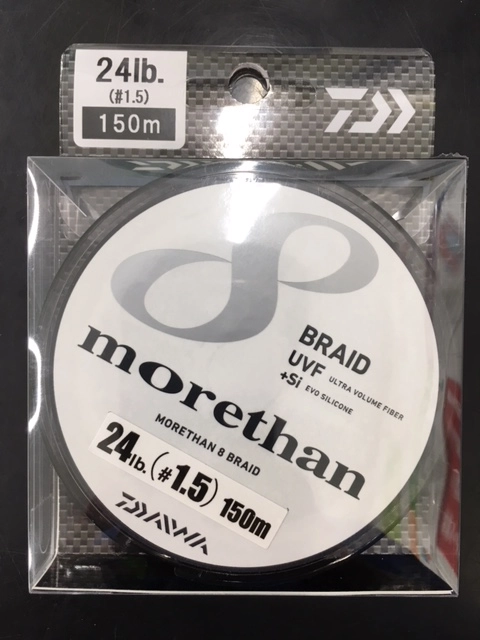 24lb.
(#1.5)
150m
8
BRAID
UVF ULTRA VOLUME FIBER
+Si EVO SILICONE
morethan
MORETHAN 8 BRAID
24lb.(#1.5) 150m
DAIWA